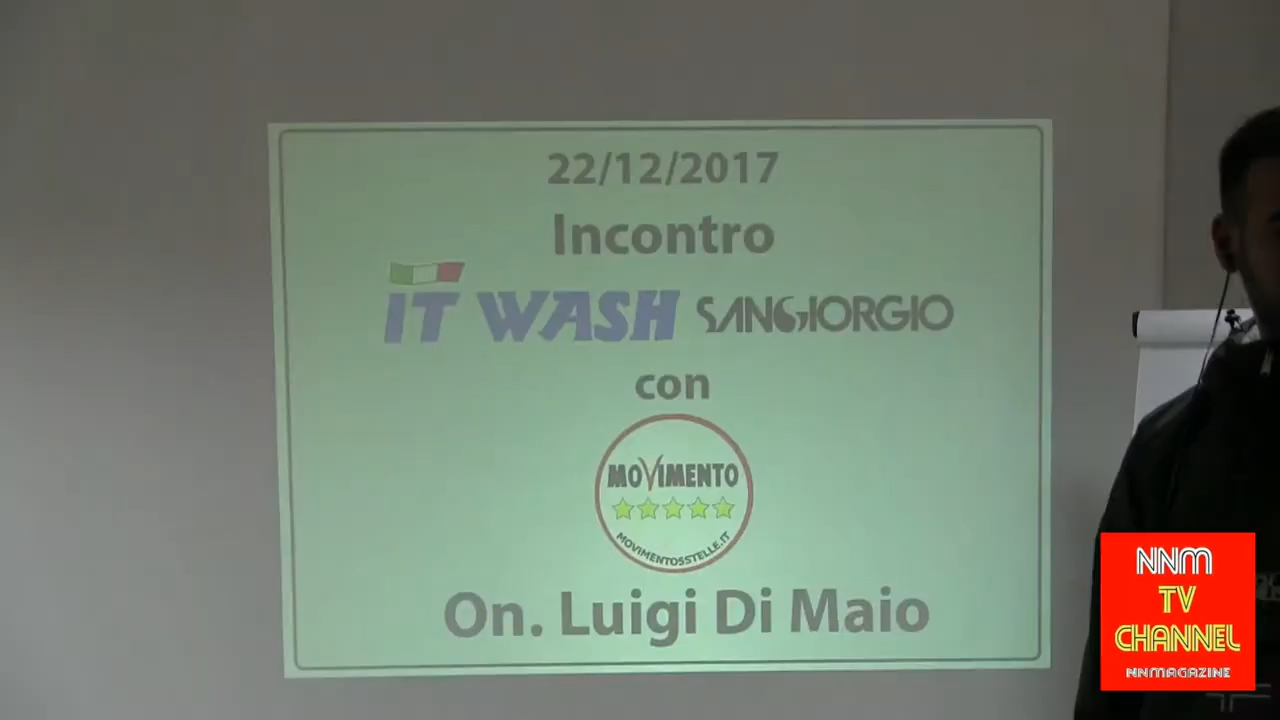 22/12/2017
Incontro
IT WASH SANGIORGIO
con
MOVIMENTO
MOVIMENTO5STELLE.IT
On. Luigi Di Maio
NNM
TV
CHANNEL
NNMAGAZINE